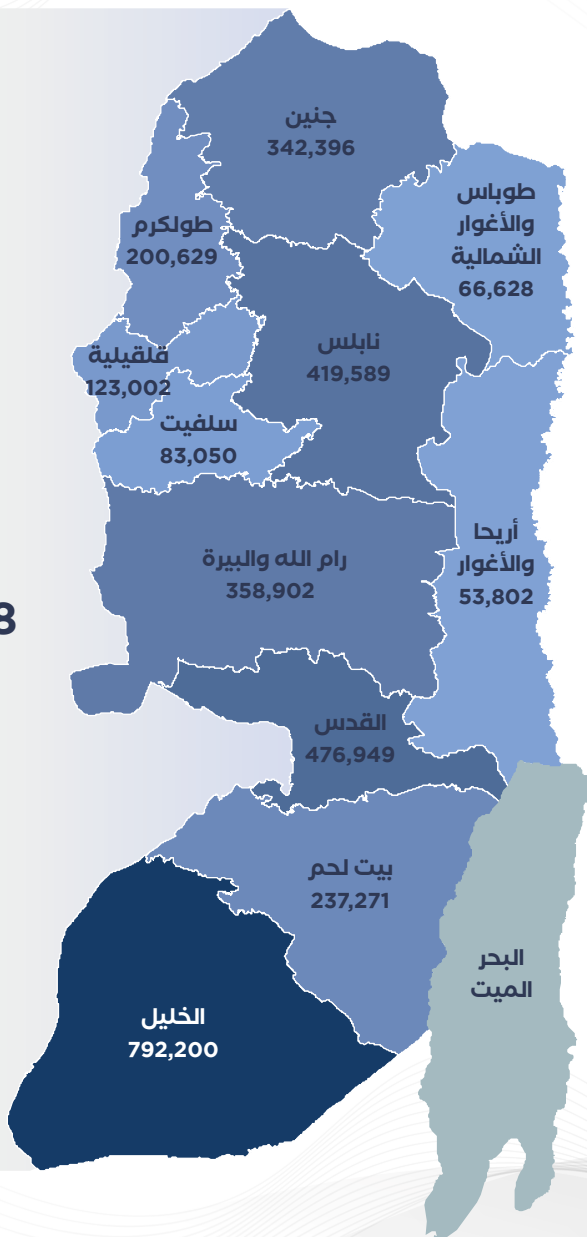 جنين
342,396
طوباس
والأغوار
الشمالية
66,628
طولكرم
200,629
نابلس
419,589
قلقيلية
123,002
سلفيت
83,050
أريحا
والأغوار
53,802
رام الله والبيرة
358,902
8
القدس
476,949
بيت لحم
237,271
البحر
الميت
الخليل
792,200